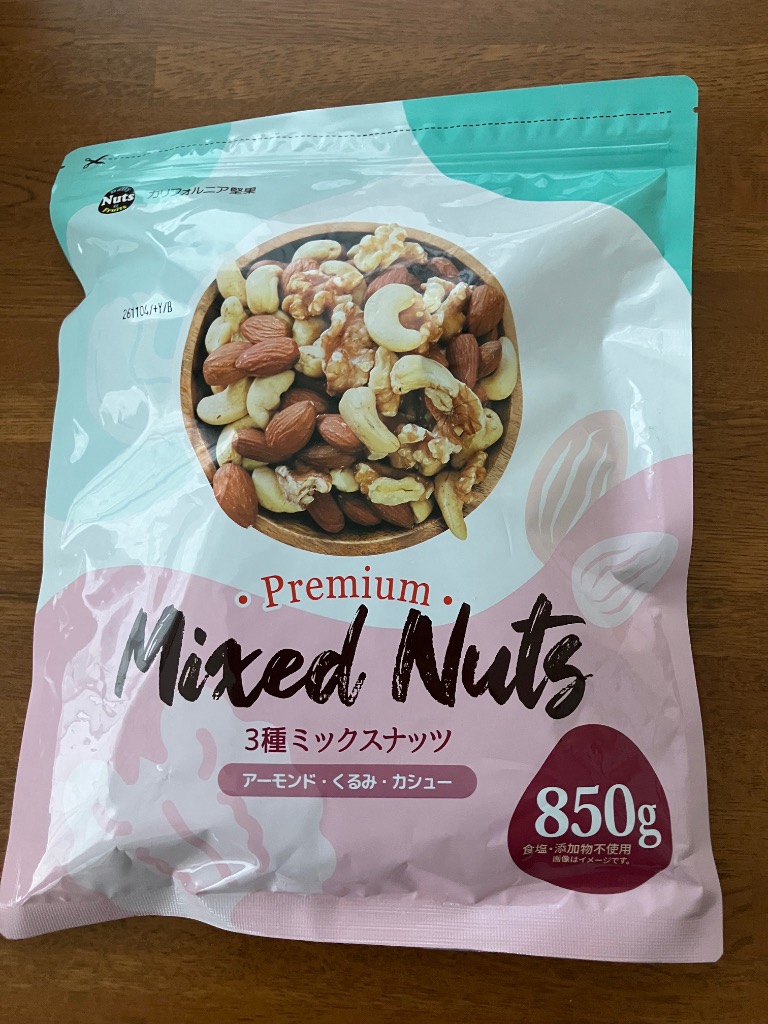 Nuts
Fruits
カリフォルニア堅果
261104/+Y/B
Premium
Mixed Nuts
3種ミックスナッツ
アーモンド・くるみ・カシュー
850g
食塩・添加物不使用
画像はイメージです。